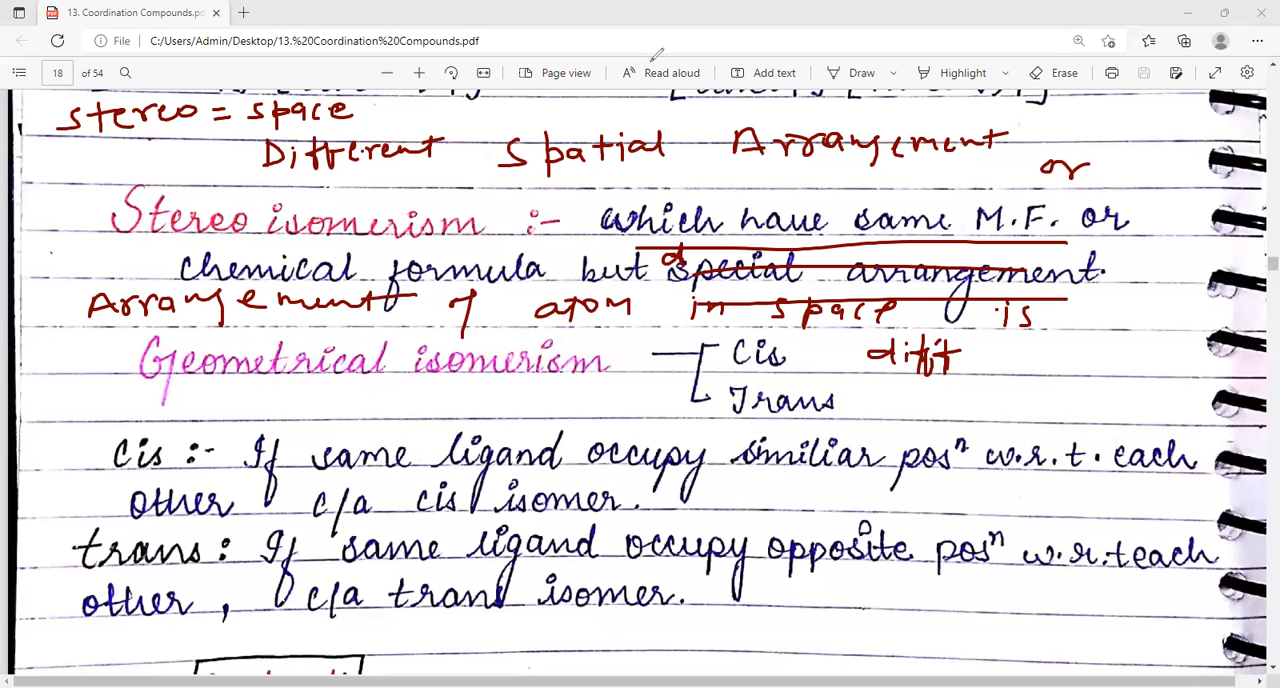 13. Coordination Compounds.pd
File C:/Users/Admin/Desktop/13.%20Coordination%20Compounds.pdf
18 of 54 Page view Read aloud Add text Draw Highlight Erase
stereo = space
Different Spatial Arrangement
or
Stereo isomerism :- which have same M.F. or
chemical formula but special arrangement.
Arrangement of atom in space is
diff
Geometrical isomerism Cis
Trans
Cis :- If same ligand occupy similiar posn w.r.t. each
other c/a cis isomer.
trans : If same ligand occupy opposite posn w.r.t each
other, c/a trans isomer.